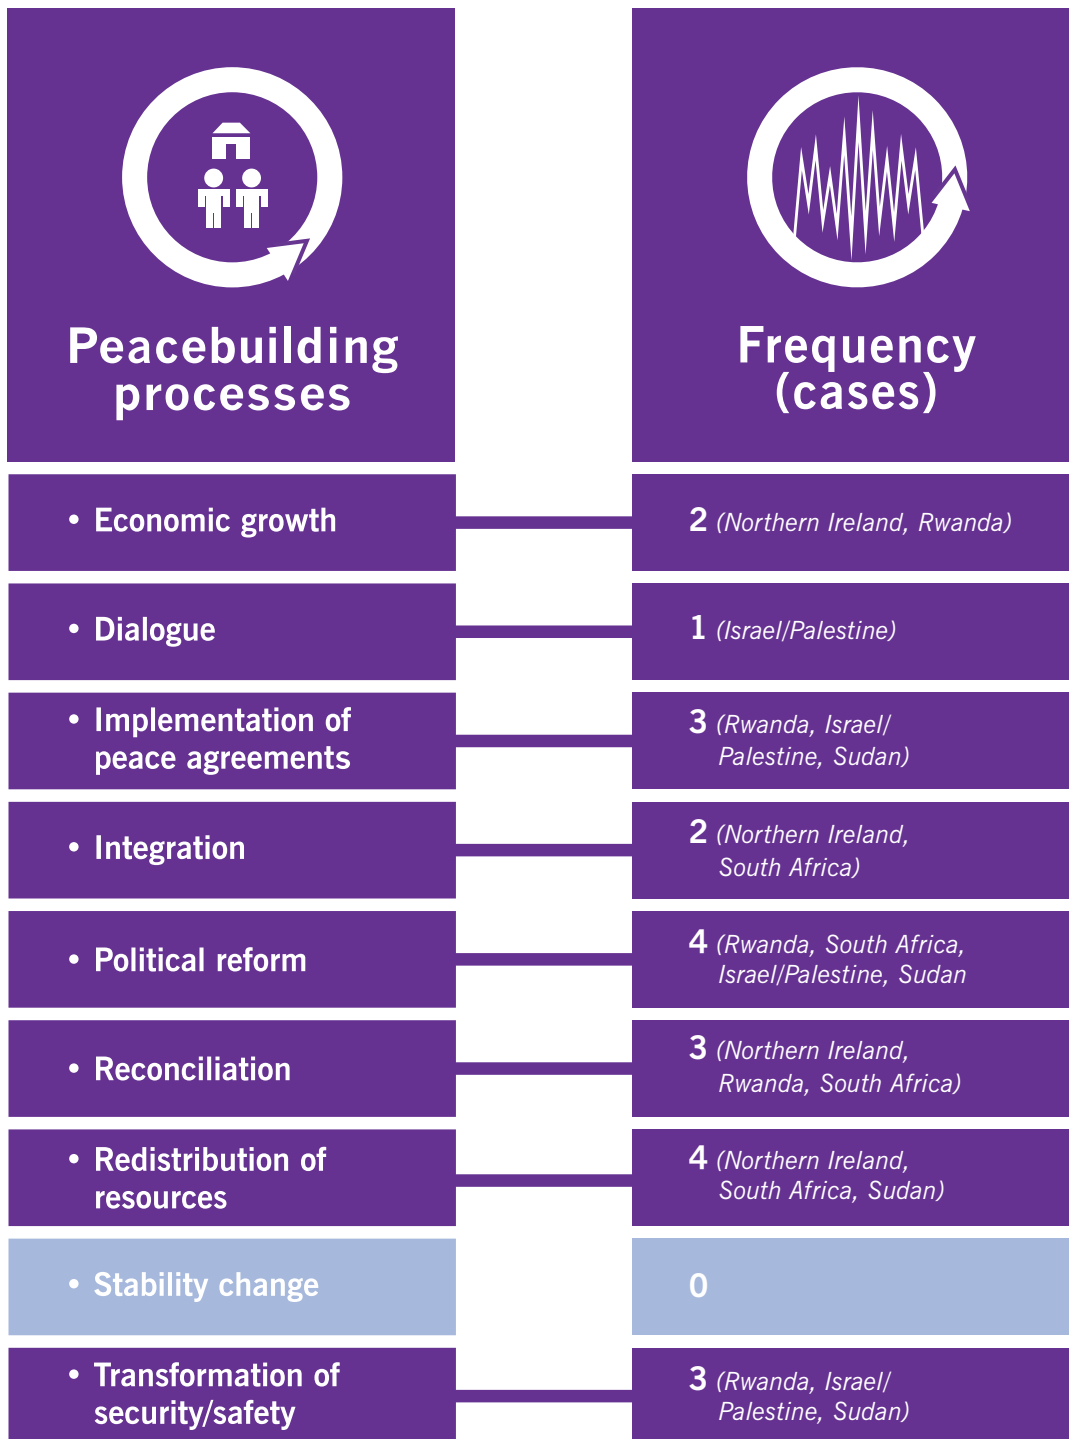 Peacebuilding
processes
Frequency
(cases)
• Economic growth
2 (Northern Ireland, Rwanda)
• Dialogue
1 (Israel/Palestine)
• Implementation of
peace agreements
3 (Rwanda, Israel/
Palestine, Sudan)
• Integration
2 (Northern Ireland,
South Africa)
• Political reform
4 (Rwanda, South Africa,
Israel/Palestine, Sudan
• Reconciliation
3 (Northern Ireland,
Rwanda, South Africa)
• Redistribution of
resources
4 (Northern Ireland,
South Africa, Sudan)
• Stability change
0
• Transformation of
security/safety
3 (Rwanda, Israel/
Palestine, Sudan)